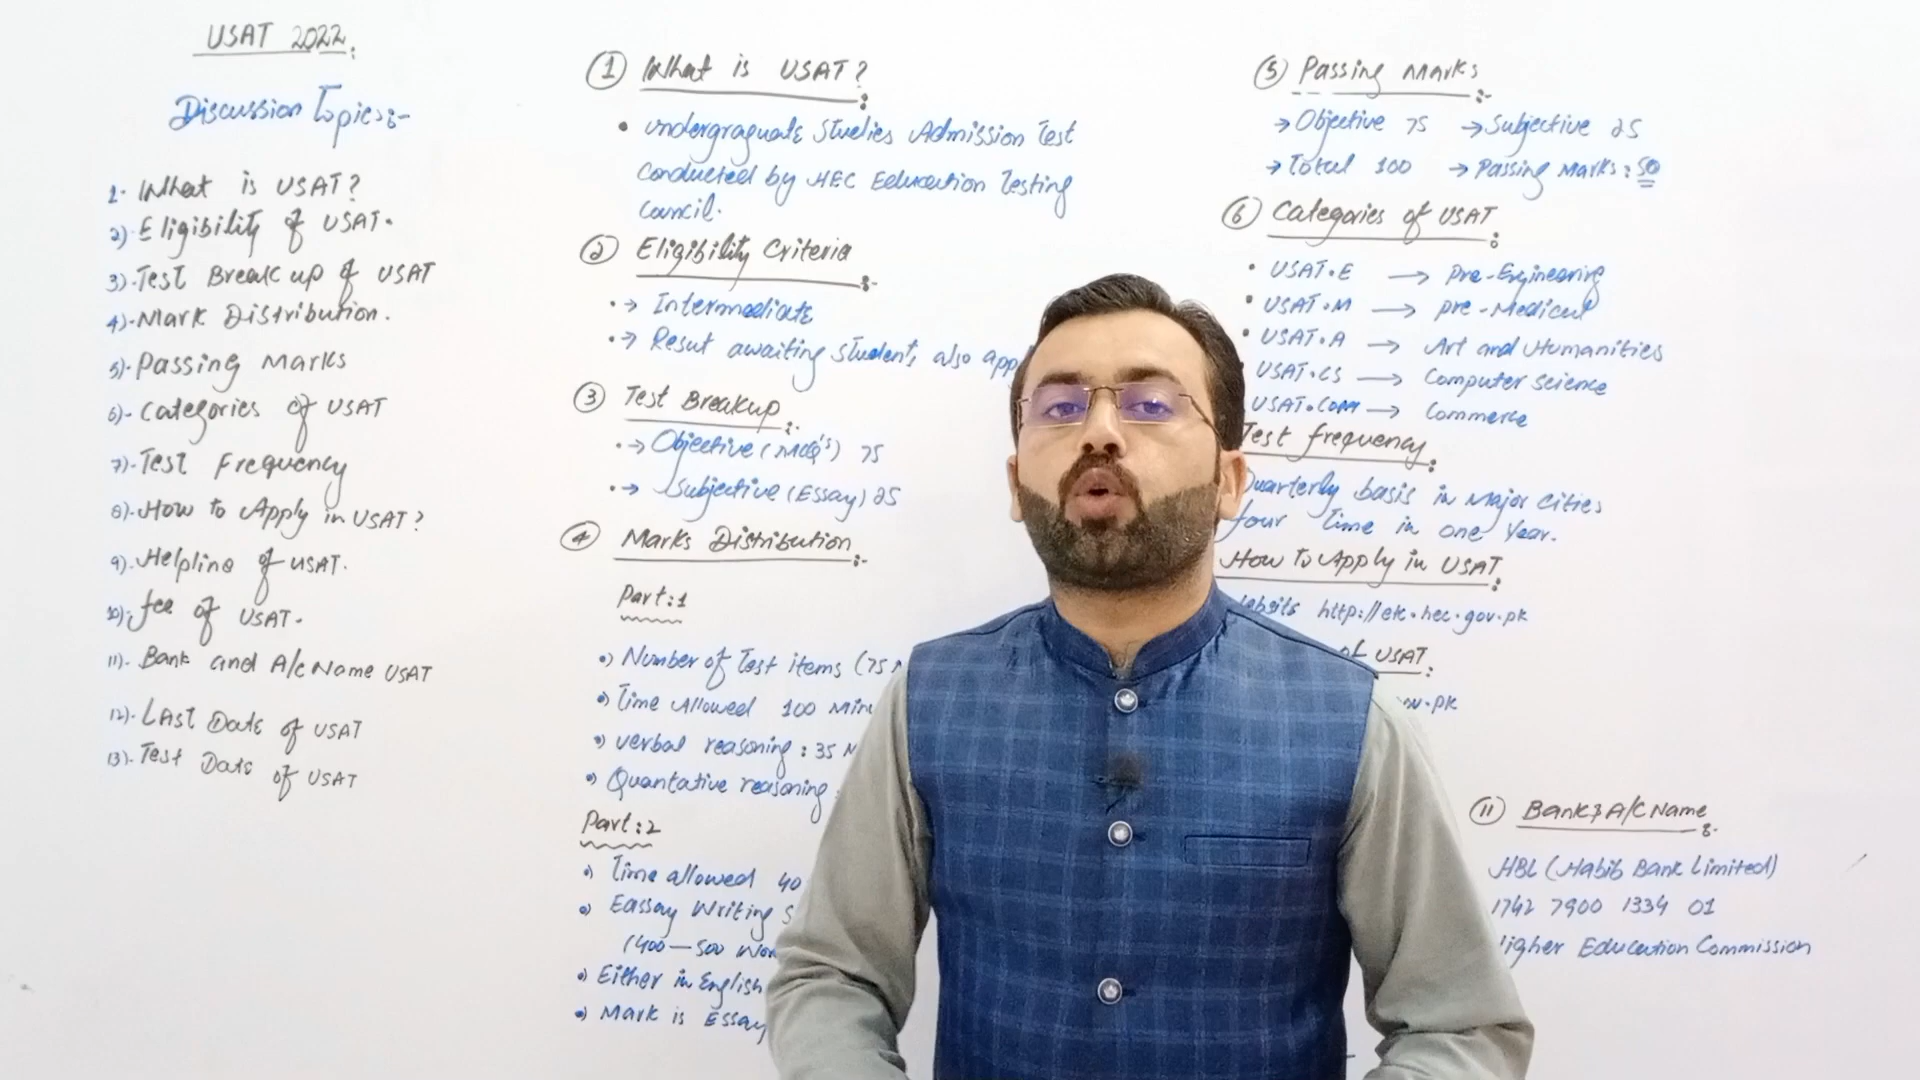 USAT 2022:
Discussion Topics:-
1- What is USAT?
2)- Eligibility of USAT.
3)- Test Break up of USAT
4)- Mark Distribution.
5)- Passing Marks
6)- Categories of USAT
7)- Test Frequency
8)- How to Apply in USAT?
9)- Helpline of USAT.
10)- fee of USAT.
11)- Bank and A/c Name USAT
12)- Last Date of USAT
13)- Test Date of USAT
① What is USAT?
• undergraguate Studies Admission Test
Conducted by HEC Education Testing
Council.
② Eligibility Criteria :-
• → Intermediate
• → Resut awaiting student, also app
③ Test Breakup :-
• → Objective (MCQ's) 75
• → Subjective (Essay) 25
④ Marks Distribution :-
Part:1
•) Number of Test items (75
•) Time Allowed 100 Min
•) verbal reasoning : 35
•) Quantative reasoning
Part:2
•) Time allowed 40
•) Eassay Writing
(400—500
•) Either in English
•) Mark is Essay
⑤ Passing Marks :-
→ Objective 75 → Subjective 25
→ Total 100 → Passing Marks : 50
⑥ Categories of USAT :
• USAT.E → Pre-Engineering
• USAT.M → Pre-Medical
• USAT.A → Art and Humanities
USAT.CS → Computer Science
USAT.COM → Commerce
Test frequency :
uarterly basis in Major Cities
four Time in one Year.
How to Apply in USAT :
ebsite http://etc.hec.gov.pk
of USAT :
.pk
⑪ Bank & A/C Name :-
HBL (Habib Bank Limited)
1742 7900 1334 01
igher Education Commission